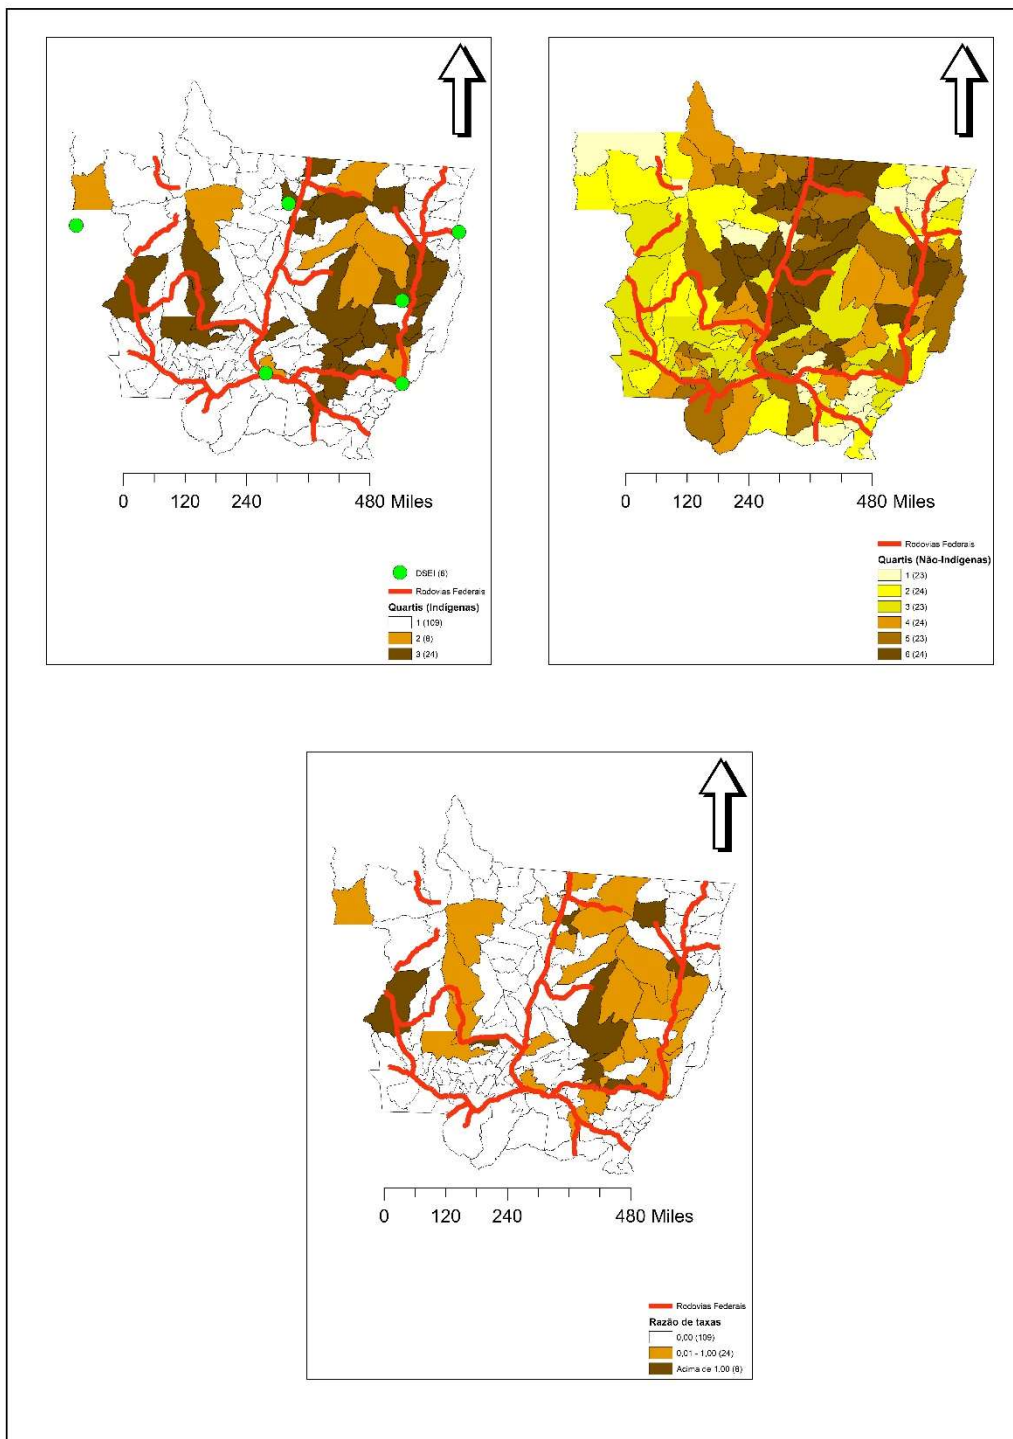 0 120 240 480 Miles
DSEI (6)
Rodovias Federais
Quartis (Indígenas)
1 (109)
2 (8)
3 (24)
0 120 240 480 Miles
Rodovias Federais
Quartis (Não-Indígenas)
1 (23)
2 (24)
3 (23)
4 (24)
5 (23)
6 (24)
0 120 240 480 Miles
Rodovias Federais
Razão de taxas
0,00 (109)
0,01 - 1,00 (24)
Acima de 1,00 (8)